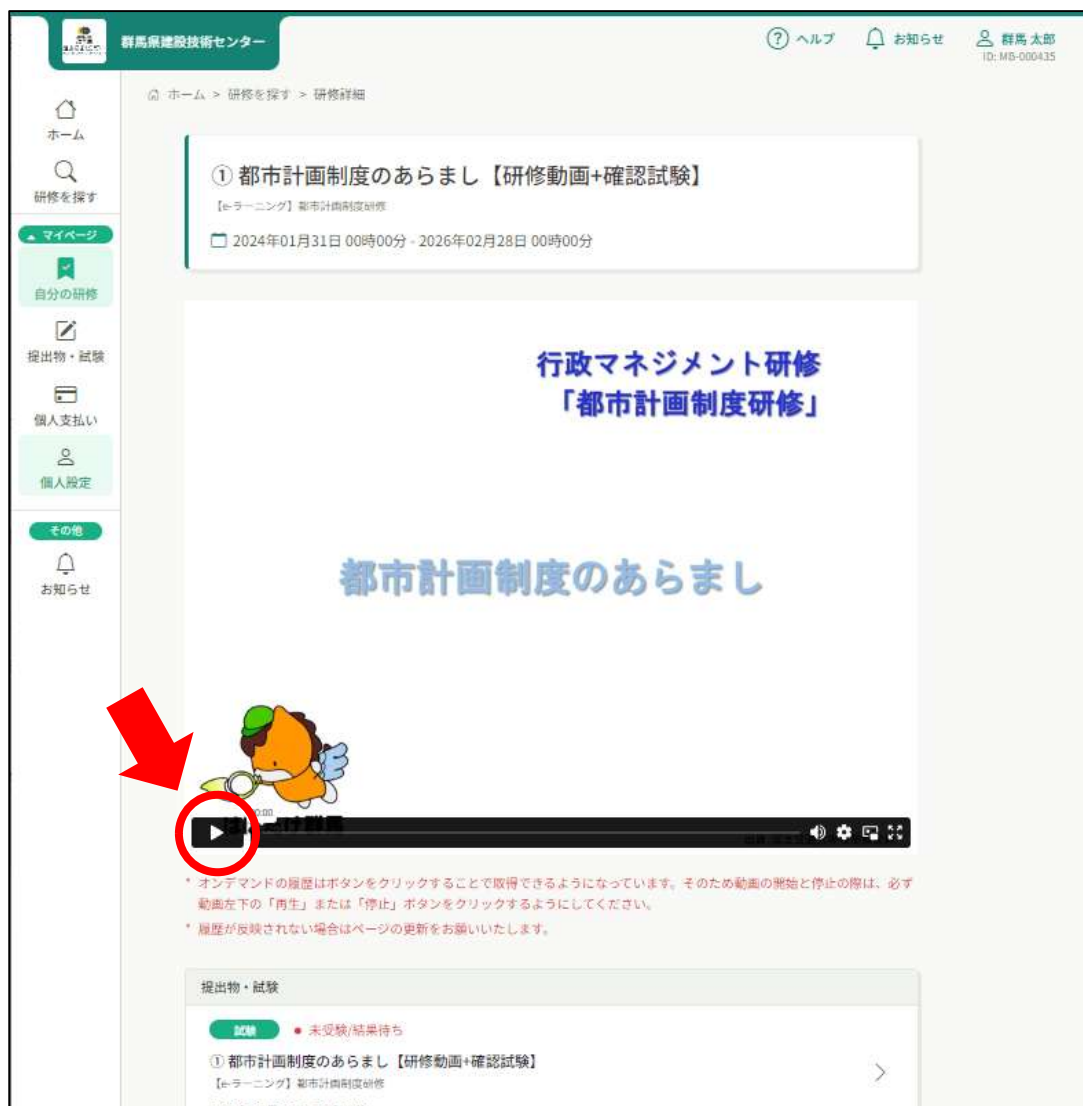 群馬県建設技術センター
ヘルプ
お知らせ
群馬 太郎
ID: MB-000435
ホーム > 研修を探す > 研修詳細
ホーム
研修を探す
マイページ
自分の研修
提出物・試験
個人支払い
個人設定
その他
お知らせ
① 都市計画制度のあらまし【研修動画+確認試験】
【e-ラーニング】都市計画制度研修
2024年01月31日 00時00分 - 2026年02月28日 00時00分
行政マネジメント研修
「都市計画制度研修」
都市計画制度のあらまし
* オンデマンドの履歴はボタンをクリックすることで取得できるようになっています。そのため動画の開始と停止の際は、必ず
動画左下の「再生」または「停止」ボタンをクリックするようにしてください。
* 履歴が反映されない場合はページの更新をお願いいたします。
提出物・試験
試験 ● 未受験/結果待ち
① 都市計画制度のあらまし【研修動画+確認試験】
【e-ラーニング】都市計画制度研修